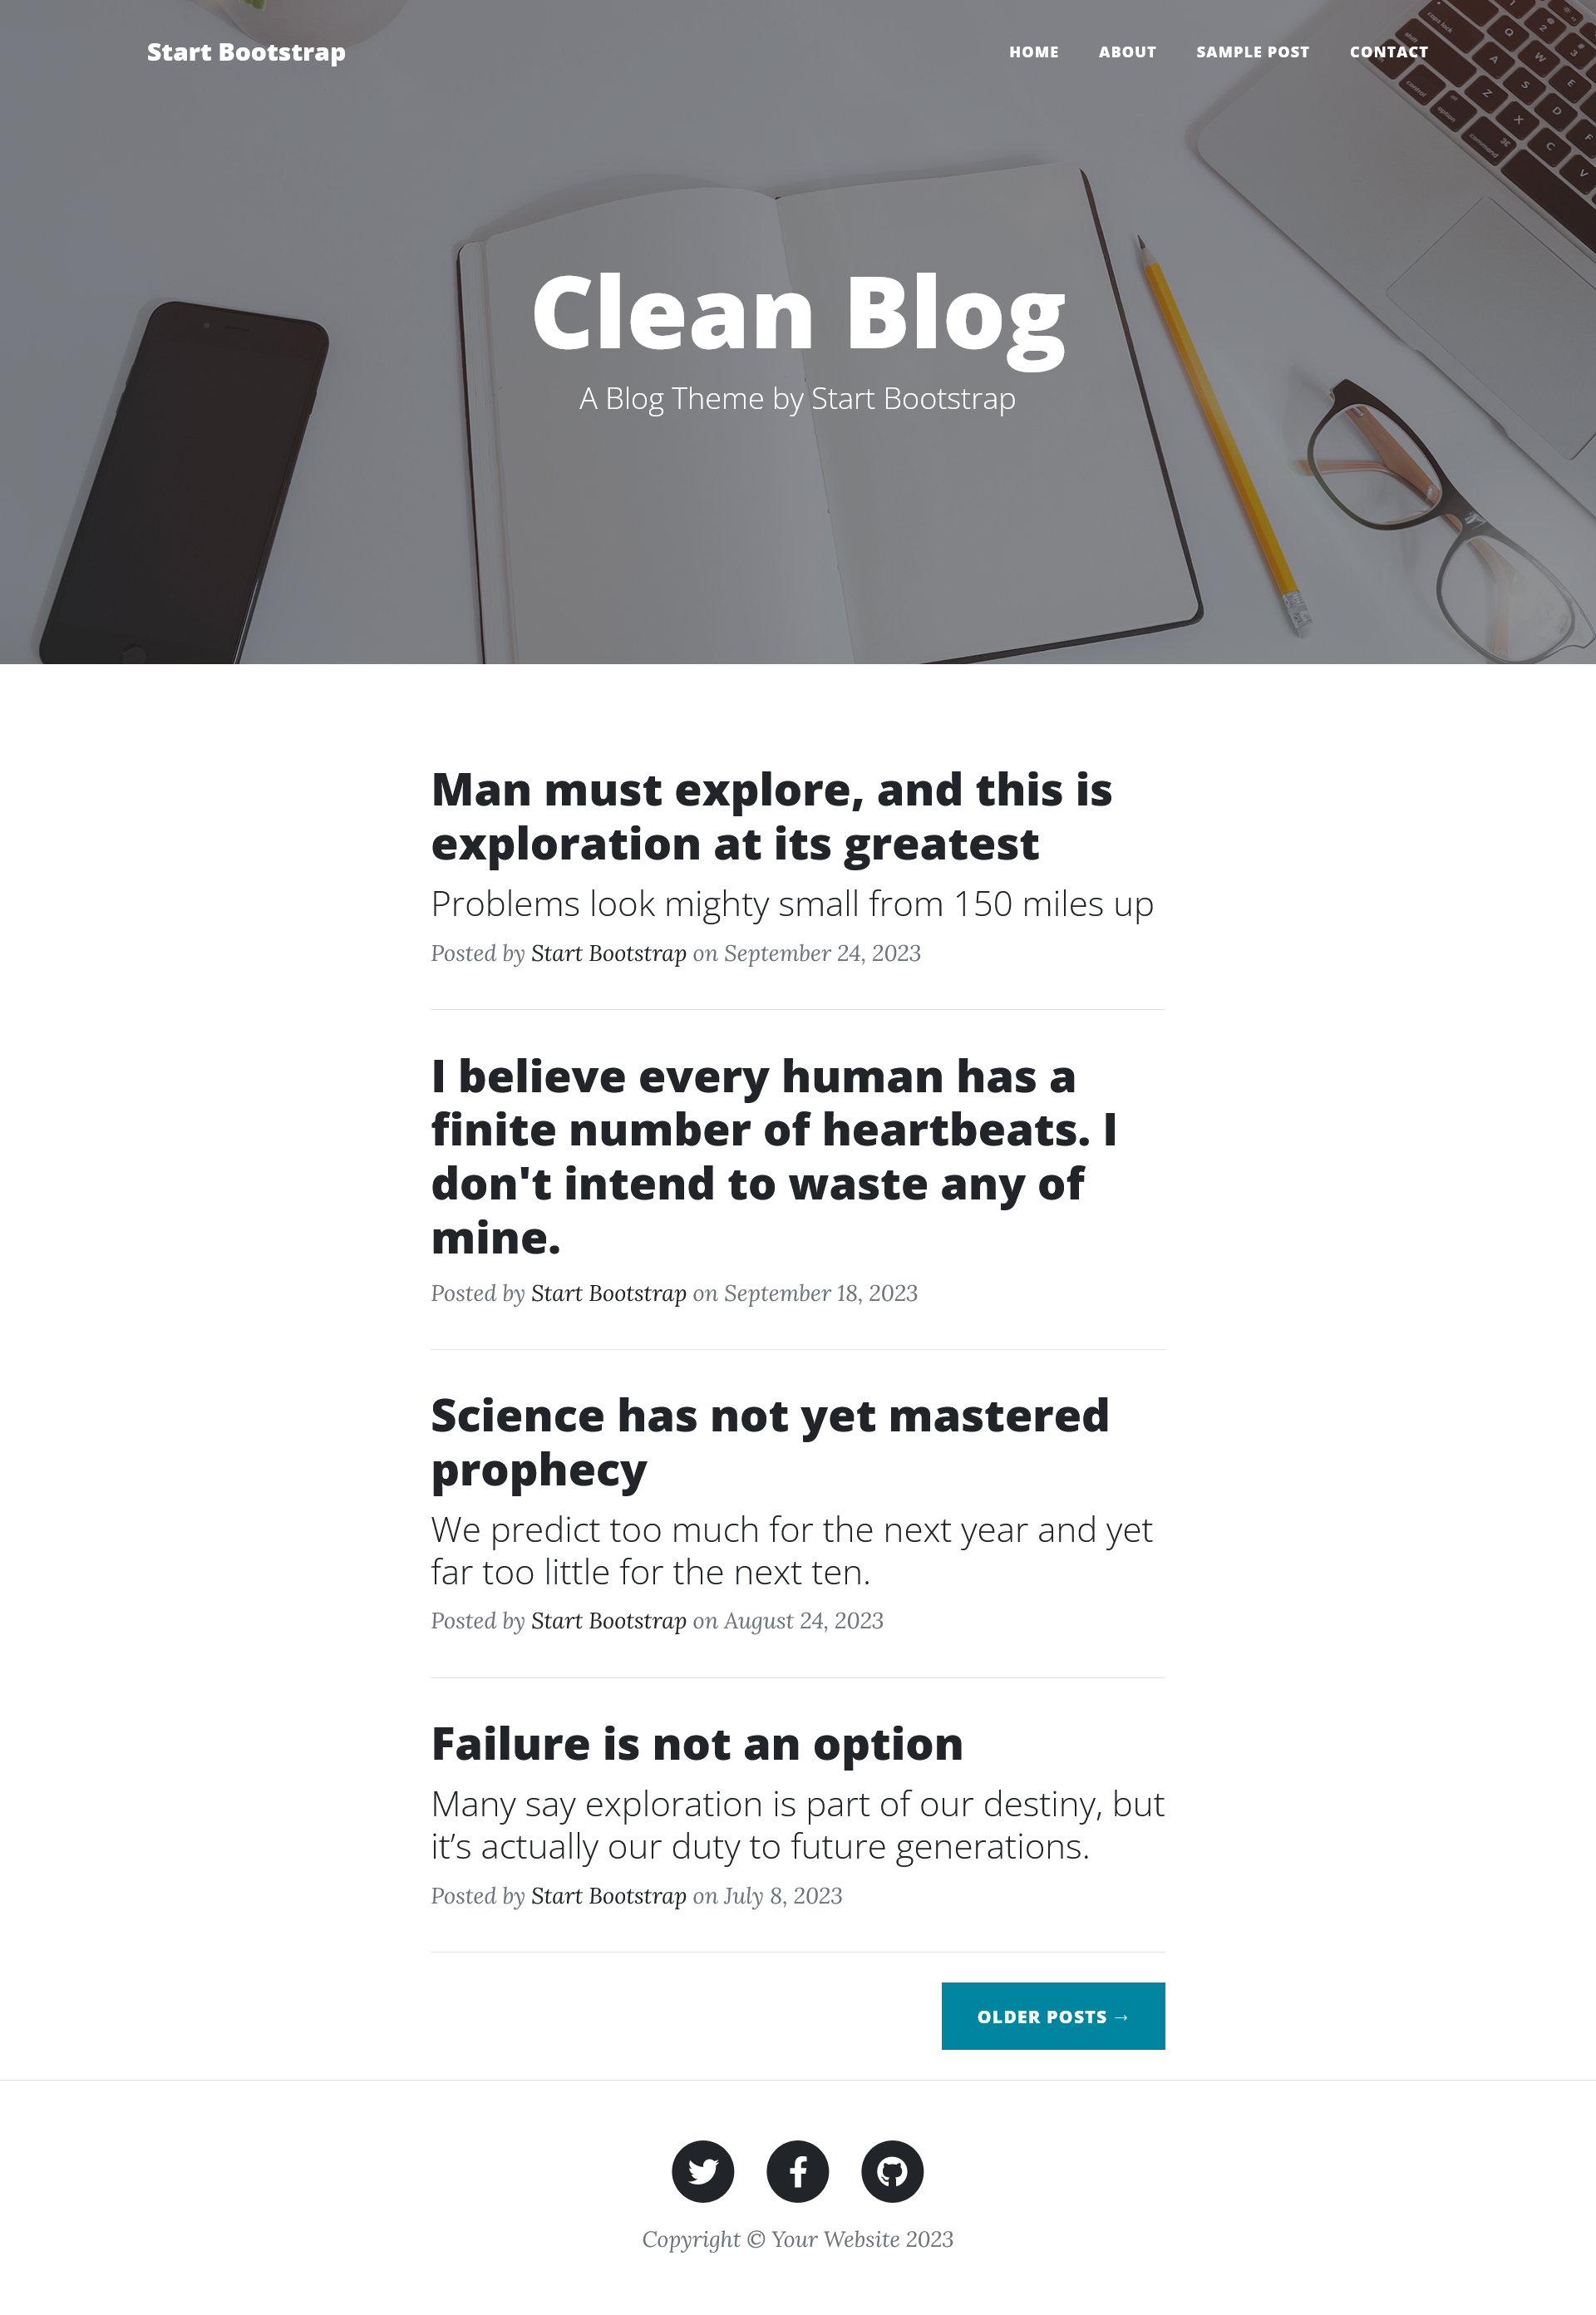 Start Bootstrap
HOME ABOUT SAMPLE POST CONTACT
Clean Blog
A Blog Theme by Start Bootstrap
Man must explore, and this is
exploration at its greatest
Problems look mighty small from 150 miles up
Posted by Start Bootstrap on September 24, 2023
I believe every human has a
finite number of heartbeats. I
don't intend to waste any of
mine.
Posted by Start Bootstrap on September 18, 2023
Science has not yet mastered
prophecy
We predict too much for the next year and yet
far too little for the next ten.
Posted by Start Bootstrap on August 24, 2023
Failure is not an option
Many say exploration is part of our destiny, but
it’s actually our duty to future generations.
Posted by Start Bootstrap on July 8, 2023
OLDER POSTS →
Copyright © Your Website 2023